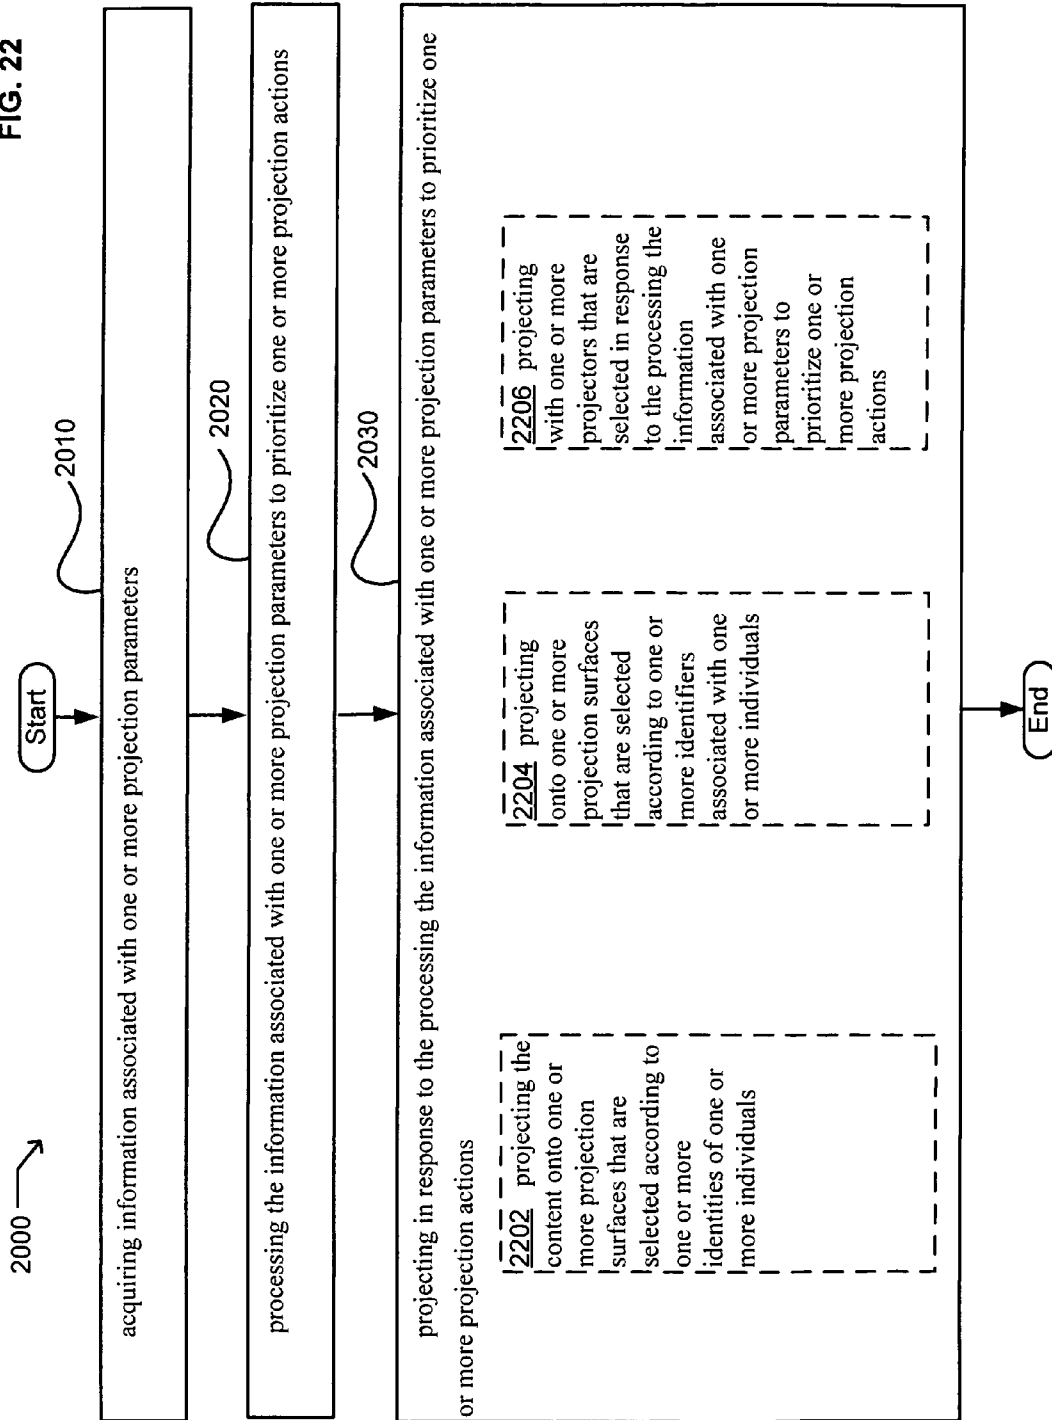 FIG. 22
2000
Start
2010
acquiring information associated with one or more projection parameters
2020
processing the information associated with one or more projection parameters to prioritize one or more projection actions
2030
projecting in response to the processing the information associated with one or more projection parameters to prioritize one
or more projection actions
2202 projecting the
content onto one or
more projection
surfaces that are
selected according to
one or more
identities of one or
more individuals
2204 projecting
onto one or more
projection surfaces
that are selected
according to one or
more identifiers
associated with one
or more individuals
2206 projecting
with one or more
projectors that are
selected in response
to the processing the
information
associated with one
or more projection
parameters to
prioritize one or
more projection
actions
End